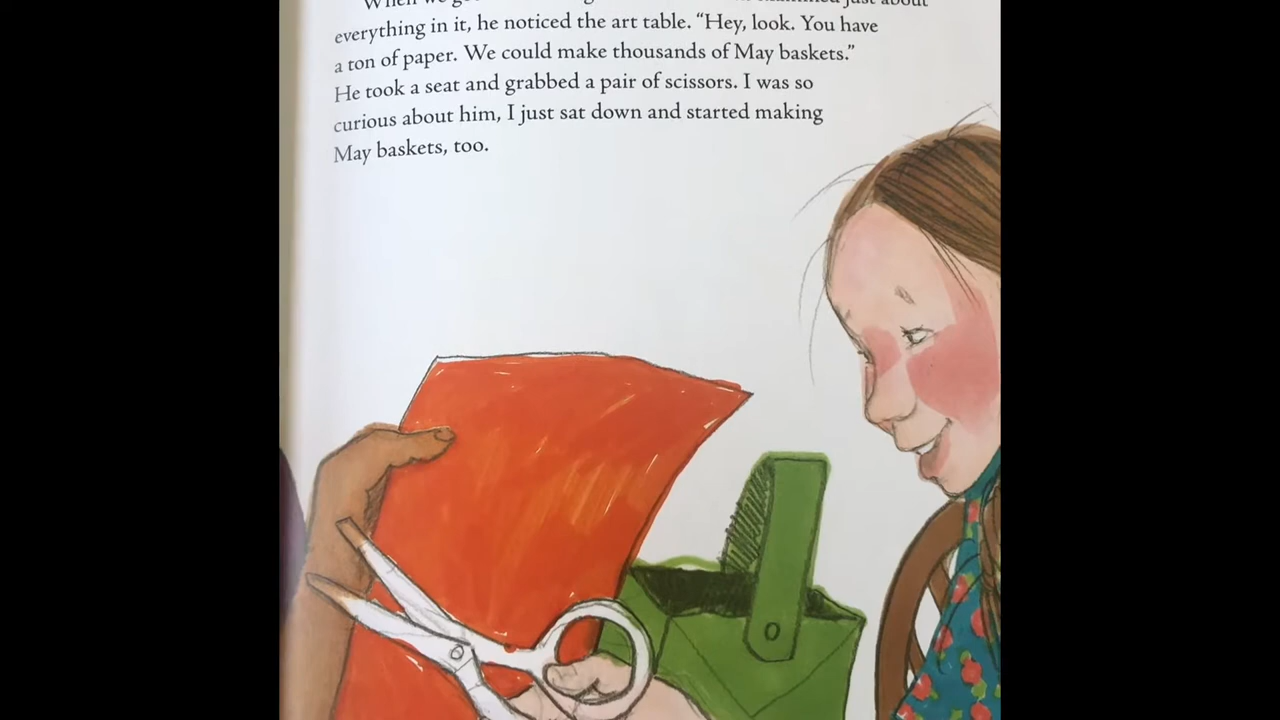 just about
everything in it, he noticed the art table. “Hey, look. You have
a ton of paper. We could make thousands of May baskets.”
He took a seat and grabbed a pair of scissors. I was so
curious about him, I just sat down and started making
May baskets, too.